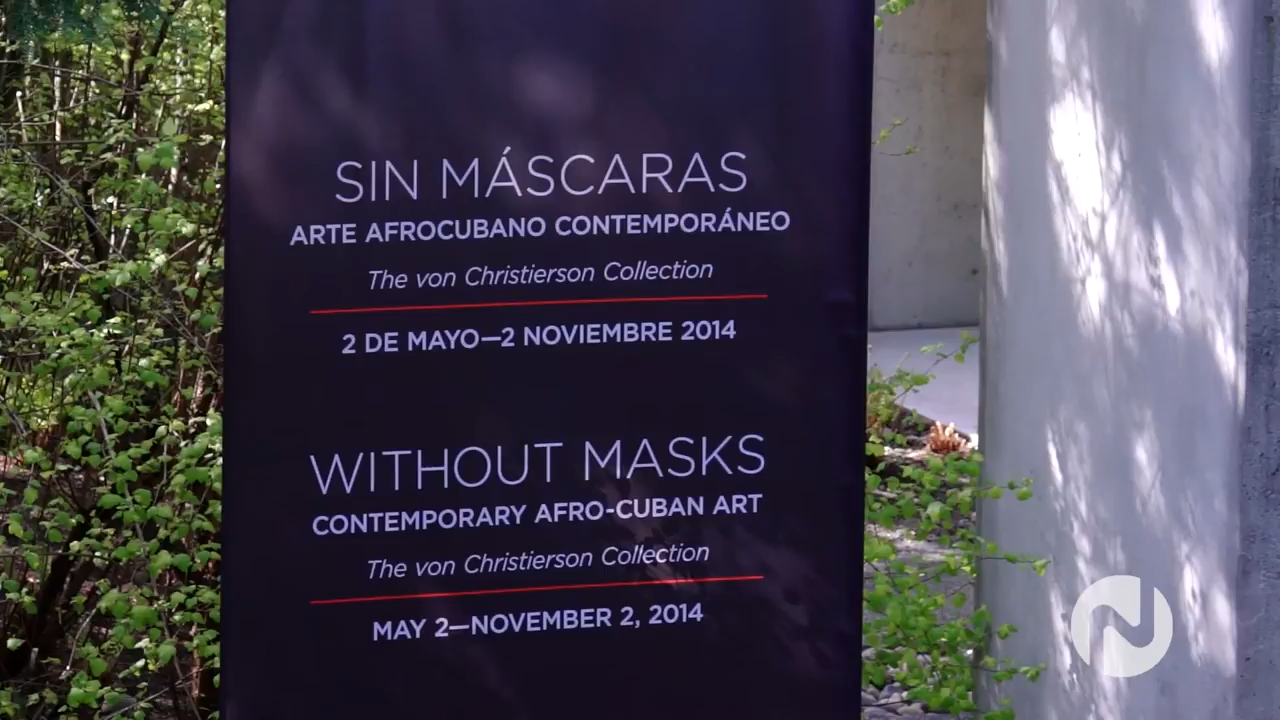 SIN MÁSCARAS
ARTE AFROCUBANO CONTEMPORÁNEO
The von Christierson Collection
2 DE MAYO—2 NOVIEMBRE 2014
WITHOUT MASKS
CONTEMPORARY AFRO-CUBAN ART
The von Christierson Collection
MAY 2—NOVEMBER 2, 2014